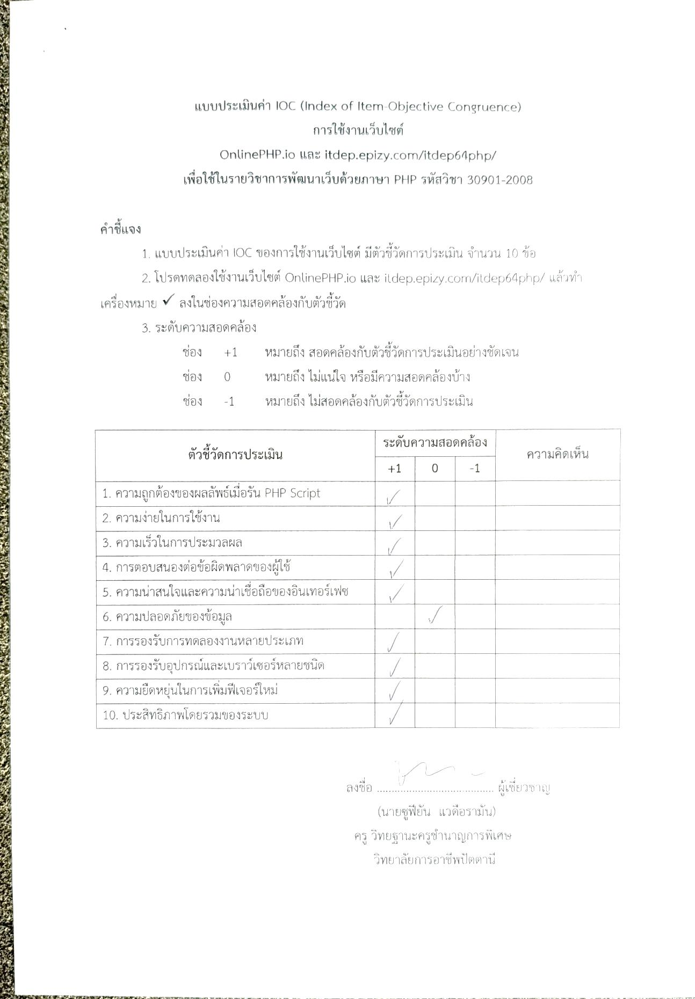 แบบประเมินค่า IOC (Index of Item-Objective Congruence)
การใช้งานเว็บไซต์
OnlinePHP.io และ itdep.epizy.com/itdep64php/
เพื่อใช้ในรายวิชาการพัฒนาเว็บด้วยภาษา PHP รหัสวิชา 30901-2008
คำชี้แจง
1. แบบประเมินค่า IOC ของการใช้งานเว็บไซต์ มีตัวชี้วัดการประเมิน จำนวน 10 ข้อ
2. โปรดทดลองใช้งานเว็บไซต์ OnlinePHP.io และ itdep.epizy.com/itdep64php/ แล้วทำ
เครื่องหมาย ✓ ลงในช่องความสอดคล้องกับตัวชี้วัด
3. ระดับความสอดคล้อง
ช่อง +1 หมายถึง สอดคล้องกับตัวชี้วัดการประเมินอย่างชัดเจน
ช่อง 0 หมายถึง ไม่แน่ใจ หรือมีความสอดคล้องบ้าง
ช่อง -1 หมายถึง ไม่สอดคล้องกับตัวชี้วัดการประเมิน
ตัวชี้วัดการประเมิน ระดับความสอดคล้อง ความคิดเห็น
+1 0 -1
1. ความถูกต้องของผลลัพธ์เมื่อรัน PHP Script ✓
2. ความง่ายในการใช้งาน ✓
3. ความเร็วในการประมวลผล ✓
4. การตอบสนองต่อข้อผิดพลาดของผู้ใช้ ✓
5. ความน่าสนใจและความน่าเชื่อถือของอินเทอร์เฟซ ✓
6. ความปลอดภัยของข้อมูล ✓
7. การรองรับการทดลองงานหลายประเภท ✓
8. การรองรับอุปกรณ์และเบราว์เซอร์หลายชนิด ✓
9. ความยืดหยุ่นในการเพิ่มฟีเจอร์ใหม่ ✓
10. ประสิทธิภาพโดยรวมของระบบ ✓
ลงชื่อ ........................................ ผู้เชี่ยวชาญ
(นายซูฟียัน แวดือรามัน)
ครู วิทยฐานะครูชำนาญการพิเศษ
วิทยาลัยการอาชีพปัตตานี